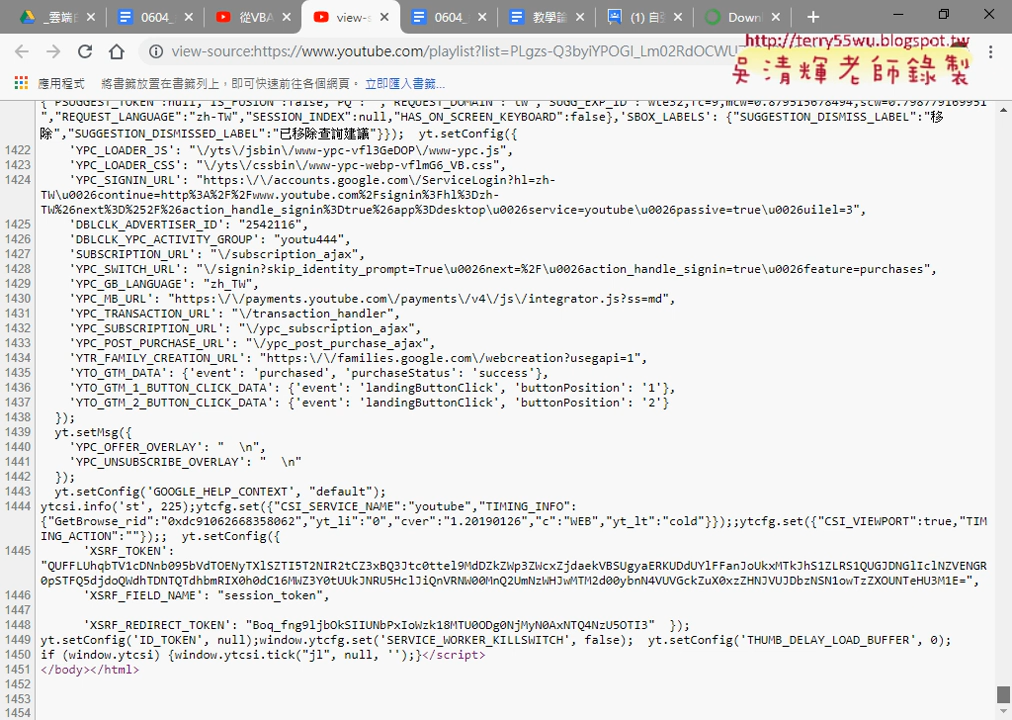 _雲端白
0604_
從VBA
view-s
0604_
教學論
(1) 自強
Down
view-source:https://www.youtube.com/playlist?list=PLgzs-Q3byiYPOGl_Lm02RdOCWU
http://terry55wu.blogspot.tw
吳清輝老師錄製
應用程式 將書籤放置在書籤列上，即可快速前往各個網頁。 立即匯入書籤...
{"PSUGGEST_TOKEN":null,"IS_FUSION":false,"PQ":"","REQUEST_DOMAIN":"tw","SUGG_EXP_ID":
","REQUEST_LANGUAGE":"zh-TW","SESSION_INDEX":null,"HAS_ON_SCREEN_KEYBOARD":false},'SBOX_LABELS': {"SUGGESTION_DISMISS_LABEL":"移
除","SUGGESTION_DISMISSED_LABEL":"已移除查詢建議"}}); yt.setConfig({
1422 'YPC_LOADER_JS': "\/yts\/jsbin\/www-ypc-vfl3GeDOP\/www-ypc.js",
1423 'YPC_LOADER_CSS': "\/yts\/cssbin\/www-ypc-webp-vflmG6_VB.css",
1424 'YPC_SIGNIN_URL': "https:\/\/accounts.google.com\/ServiceLogin?hl=zh-
TW\u0026continue=http%3A%2F%2Fwww.youtube.com%2Fsignin%3Fhl%3Dzh-
TW%26next%3D%252F%26action_handle_signin%3Dtrue%26app%3Ddesktop\u0026service=youtube\u0026passive=true\u0026uilel=3",
1425 'DBLCLK_ADVERTISER_ID': "2542116",
1426 'DBLCLK_YPC_ACTIVITY_GROUP': "youtu444",
1427 'SUBSCRIPTION_URL': "\/subscription_ajax",
1428 'YPC_SWITCH_URL': "\/signin?skip_identity_prompt=True\u0026next=%2F\u0026action_handle_signin=true\u0026feature=purchases",
1429 'YPC_GB_LANGUAGE': "zh_TW",
1430 'YPC_MB_URL': "https:\/\/payments.youtube.com\/payments\/v4\/js\/integrator.js?ss=md",
1431 'YPC_TRANSACTION_URL': "\/transaction_handler",
1432 'YPC_SUBSCRIPTION_URL': "\/ypc_subscription_ajax",
1433 'YPC_POST_PURCHASE_URL': "\/ypc_post_purchase_ajax",
1434 'YTR_FAMILY_CREATION_URL': "https:\/\/families.google.com\/webcreation?usegapi=1",
1435 'YTO_GTM_DATA': {'event': 'purchased', 'purchaseStatus': 'success'},
1436 'YTO_GTM_1_BUTTON_CLICK_DATA': {'event': 'landingButtonClick', 'buttonPosition': '1'},
1437 'YTO_GTM_2_BUTTON_CLICK_DATA': {'event': 'landingButtonClick', 'buttonPosition': '2'}
1438 });
1439 yt.setMsg({
1440 'YPC_OFFER_OVERLAY': " \n",
1441 'YPC_UNSUBSCRIBE_OVERLAY': " \n"
1442 });
1443 yt.setConfig('GOOGLE_HELP_CONTEXT', "default");
1444 ytcsi.info('st', 225);ytcfg.set({"CSI_SERVICE_NAME":"youtube","TIMING_INFO":
{"GetBrowse_rid":"0xdc91062668358062","yt_li":"0","cver":"1.20190126","c":"WEB","yt_lt":"cold"}});;ytcfg.set({"CSI_VIEWPORT":true,"TIM
ING_ACTION":""});; yt.setConfig({
1445 'XSRF_TOKEN':
1446 'XSRF_FIELD_NAME': "session_token",
1447
1448 'XSRF_REDIRECT_TOKEN': });
1449 yt.setConfig('ID_TOKEN', null);window.ytcfg.set('SERVICE_WORKER_KILLSWITCH', false); yt.setConfig('THUMB_DELAY_LOAD_BUFFER', 0);
1450 if (window.ytcsi) {window.ytcsi.tick("jl", null, '');}</script>
1451 </body></html>
1452
1453
1454